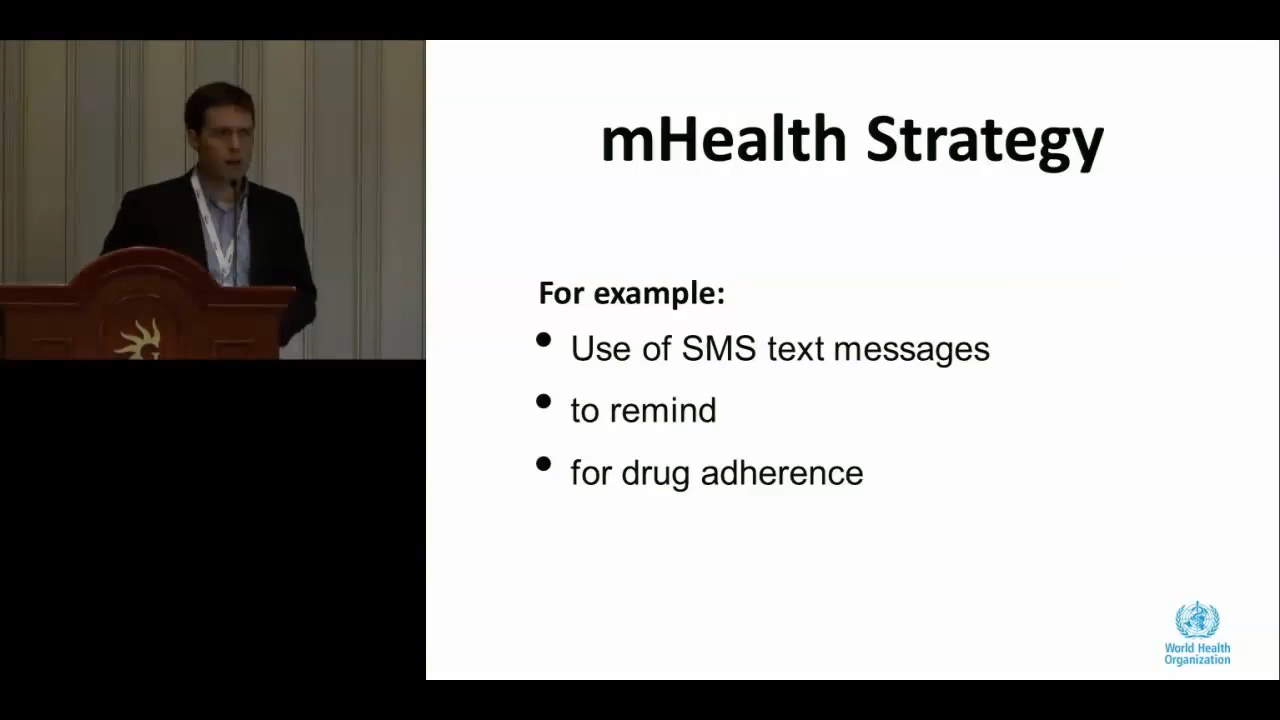 mHealth Strategy
For example:
• Use of SMS text messages
• to remind
• for drug adherence
World Health
Organization